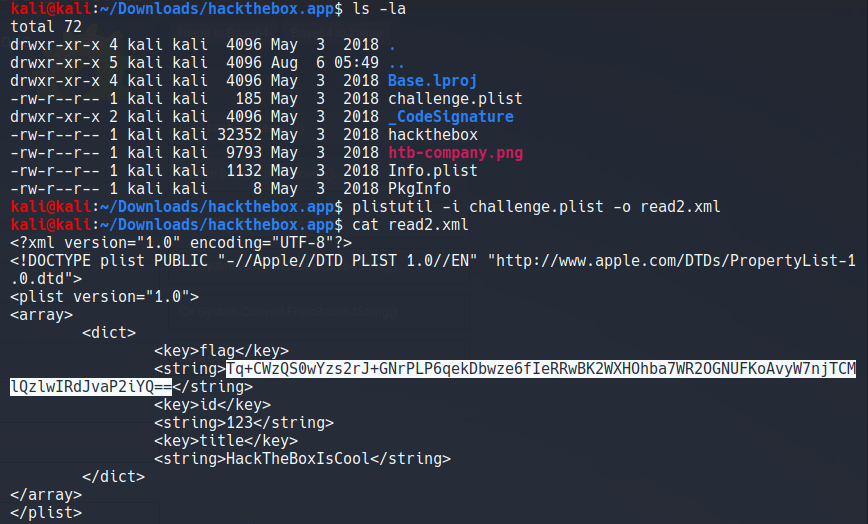 kali@kali:~/Downloads/hackthebox.app$ ls -la
total 72
drwxr-xr-x 4 kali kali  4096 May  3  2018 .
drwxr-xr-x 5 kali kali  4096 Aug  6 05:49 ..
drwxr-xr-x 4 kali kali  4096 May  3  2018 Base.lproj
-rw-r--r-- 1 kali kali   185 May  3  2018 challenge.plist
drwxr-xr-x 2 kali kali  4096 May  3  2018 _CodeSignature
-rw-r--r-- 1 kali kali 32352 May  3  2018 hackthebox
-rw-r--r-- 1 kali kali  9793 May  3  2018 htb-company.png
-rw-r--r-- 1 kali kali  1132 May  3  2018 Info.plist
-rw-r--r-- 1 kali kali     8 May  3  2018 PkgInfo
kali@kali:~/Downloads/hackthebox.app$ plistutil -i challenge.plist -o read2.xml
kali@kali:~/Downloads/hackthebox.app$ cat read2.xml
<?xml version="1.0" encoding="UTF-8"?>
<!DOCTYPE plist PUBLIC "-//Apple//DTD PLIST 1.0//EN" "http://www.apple.com/DTDs/PropertyList-1
.0.dtd">
<plist version="1.0">
<array>
        <dict>
                <key>flag</key>
                <string>Tq+CWzQS0wYzs2rJ+GNrPLP6qekDbwze6fIeRRwBK2WXHOhba7WR2OGNUFKoAvyW7njTCM
lQzlwIRdJvaP2iYQ==</string>
                <key>id</key>
                <string>123</string>
                <key>title</key>
                <string>HackTheBoxIsCool</string>
        </dict>
</array>
</plist>